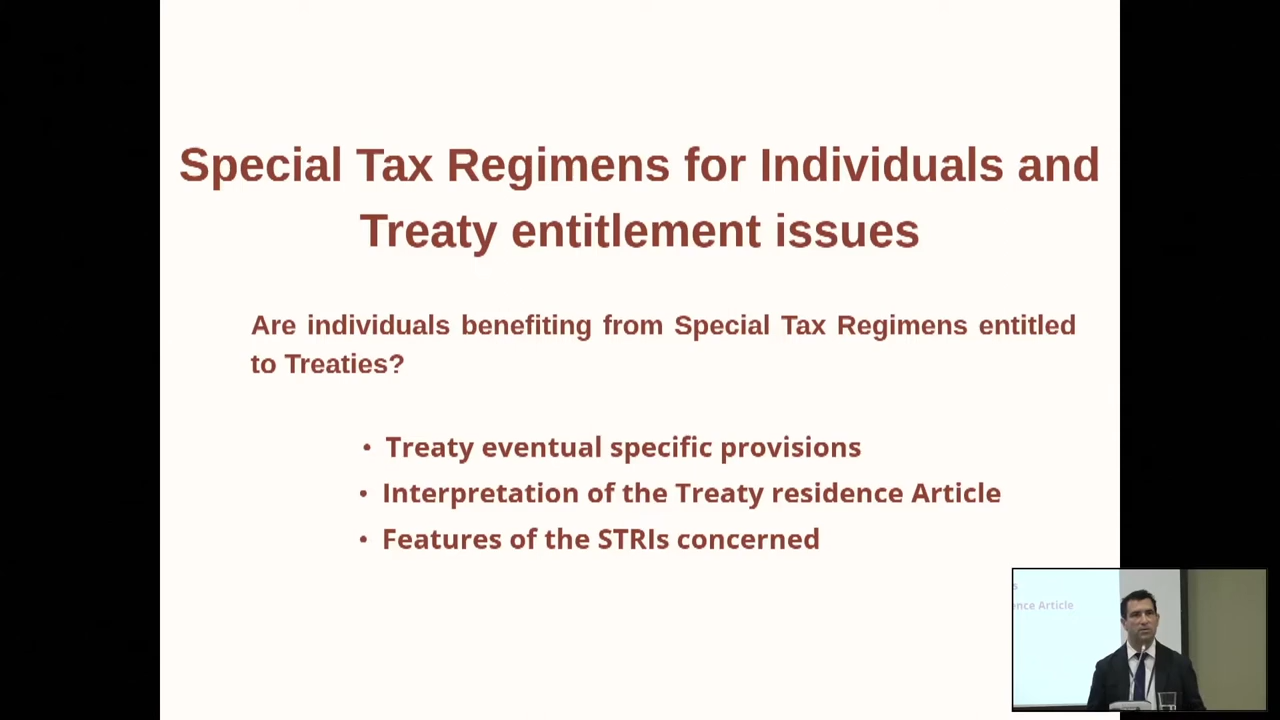 Special Tax Regimens for Individuals and
Treaty entitlement issues
Are individuals benefiting from Special Tax Regimens entitled
to Treaties?
• Treaty eventual specific provisions
• Interpretation of the Treaty residence Article
• Features of the STRIs concerned
Article